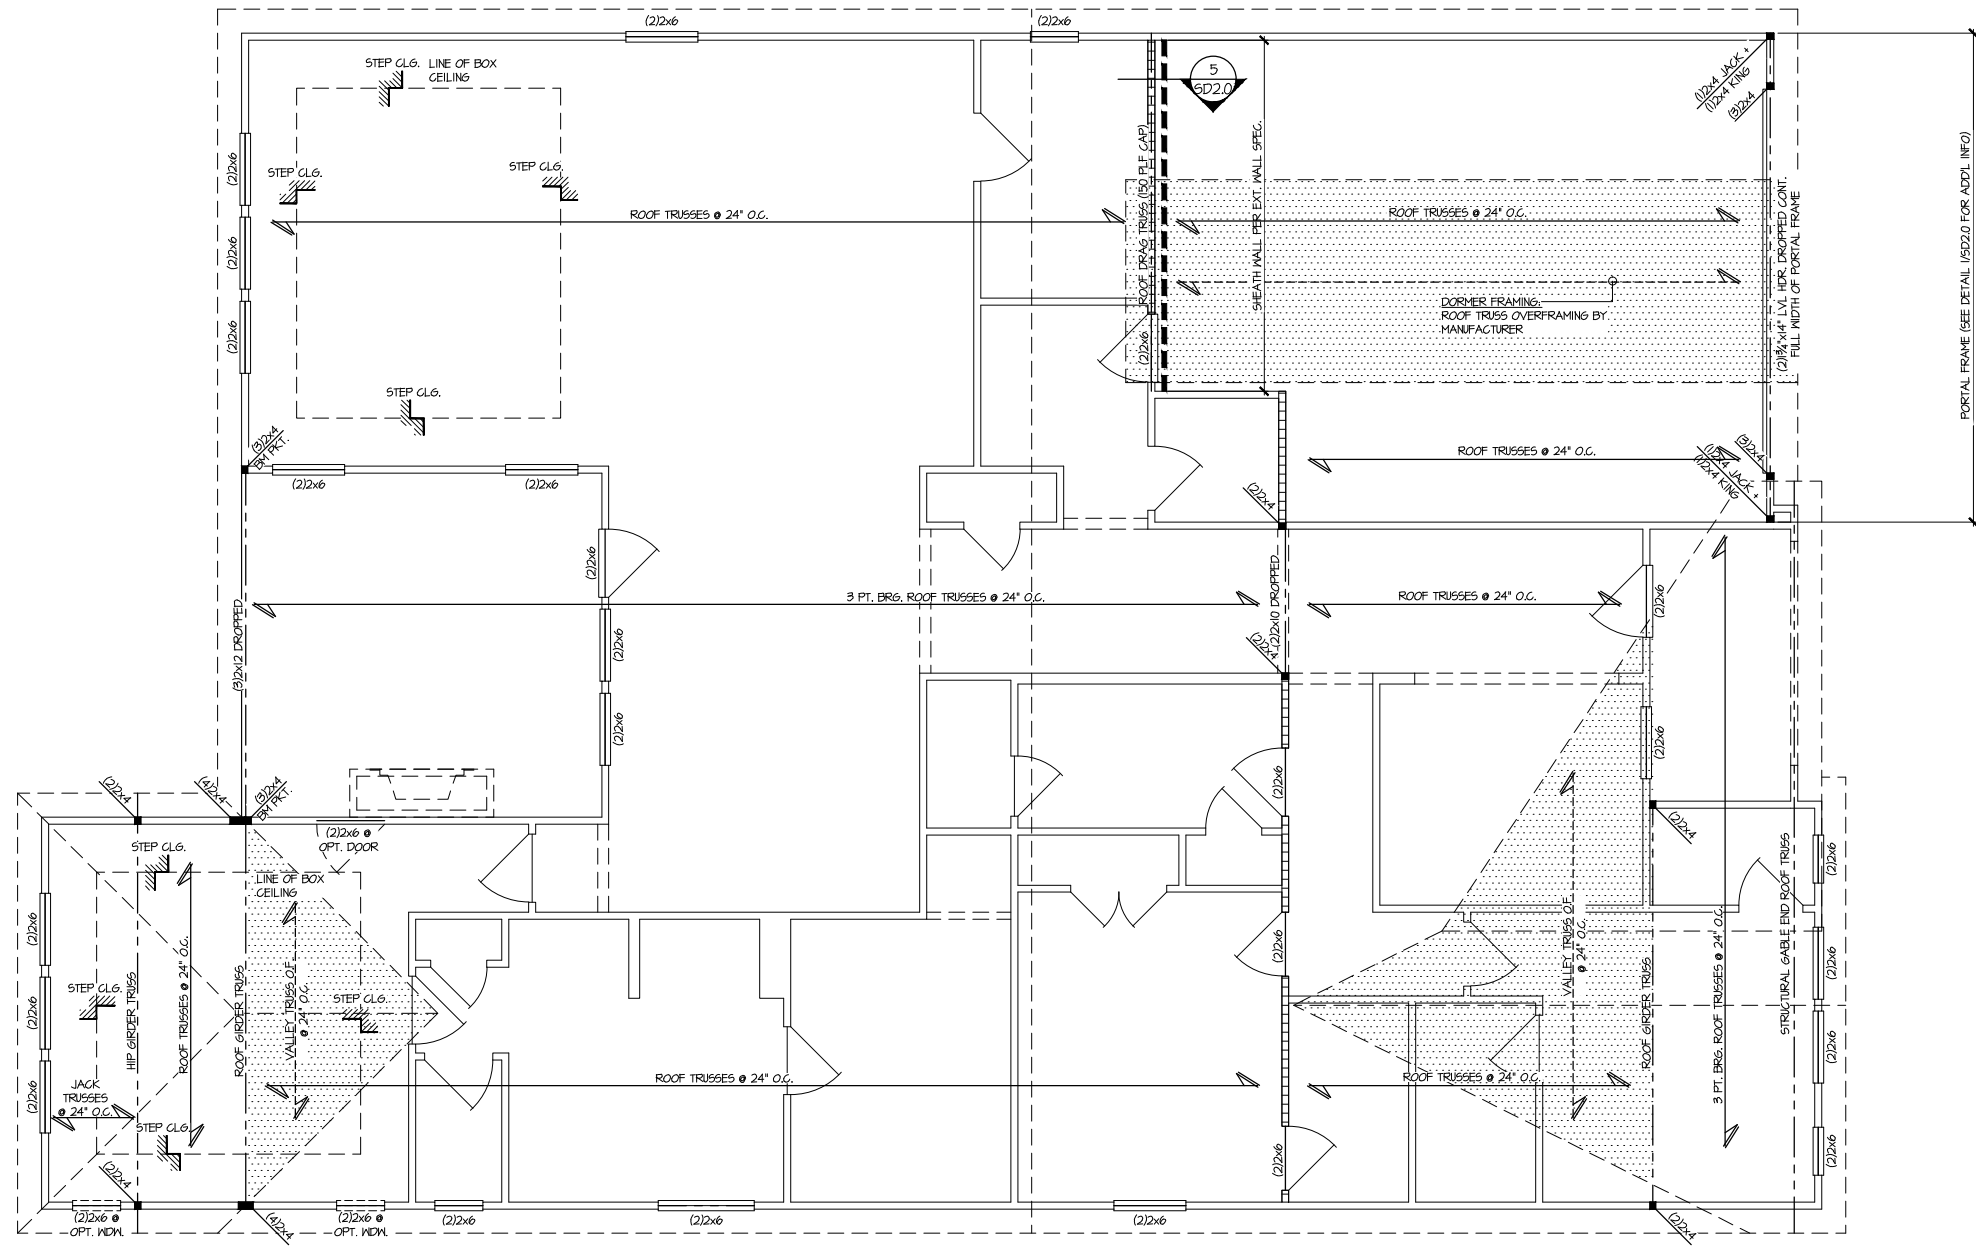 (2)2x6
(2)2x6
STEP CLG.
LINE OF BOX
CEILING
5
SD2.0
(1)2x4 JACK +
(1)2x4 KING
(3)2x4
(2)2x6
STEP CLG.
STEP CLG.
ROOF DRAG TRUSS (150 PLF CAP)
SHEATH WALL PER EXT. WALL SPEC.
PORTAL FRAME (SEE DETAIL 1/SD2.0 FOR ADD'L INFO)
(2)2x6
ROOF TRUSSES @ 24" O.C.
ROOF TRUSSES @ 24" O.C.
(2)1¾"x14" LVL HDR. DROPPED CONT.
FULL WIDTH OF PORTAL FRAME
(2)2x6
(2)2x6
DORMER FRAMING.
ROOF TRUSS OVERFRAMING BY
MANUFACTURER
STEP CLG.
(3)2x4
BM PKT.
ROOF TRUSSES @ 24" O.C.
(3)2x4
(1)2x4 JACK +
(1)2x4 KING
(2)2x6
(2)2x6
(2)2x4
(2)2x6
3 PT. BRG. ROOF TRUSSES @ 24" O.C.
(2)2x10 DROPPED
ROOF TRUSSES @ 24" O.C.
(2)2x6
(3)2x12 DROPPED
(2)2x6
(2)2x4
(2)2x6
(2)2x6
(2)2x4
(4)2x4
(3)2x4
BM PKT.
(2)2x6
(2)2x4
(2)2x6 @
OPT. DOOR
STEP CLG.
LINE OF BOX
CEILING
(2)2x6
(2)2x6
(2)2x6
STRUCTURAL GABLE END ROOF TRUSS
3 PT. BRG. ROOF TRUSSES @ 24" O.C.
VALLEY TRUSS O.F.
@ 24" O.C.
(2)2x6
STEP CLG.
HIP GIRDER TRUSS
ROOF TRUSSES @ 24" O.C.
ROOF GIRDER TRUSS
VALLEY TRUSS O.F.
@ 24" O.C.
STEP CLG.
(2)2x6
ROOF GIRDER TRUSS
(2)2x6
JACK
TRUSSES
@ 24" O.C.
(2)2x6
ROOF TRUSSES @ 24" O.C.
ROOF TRUSSES @ 24" O.C.
STEP CLG.
(2)2x4
(2)2x6
(2)2x6
(2)2x6 @
OPT. WDW.
(4)2x4
(2)2x6 @
OPT. WDW.
(2)2x6
(2)2x6
(2)2x6
(2)2x4